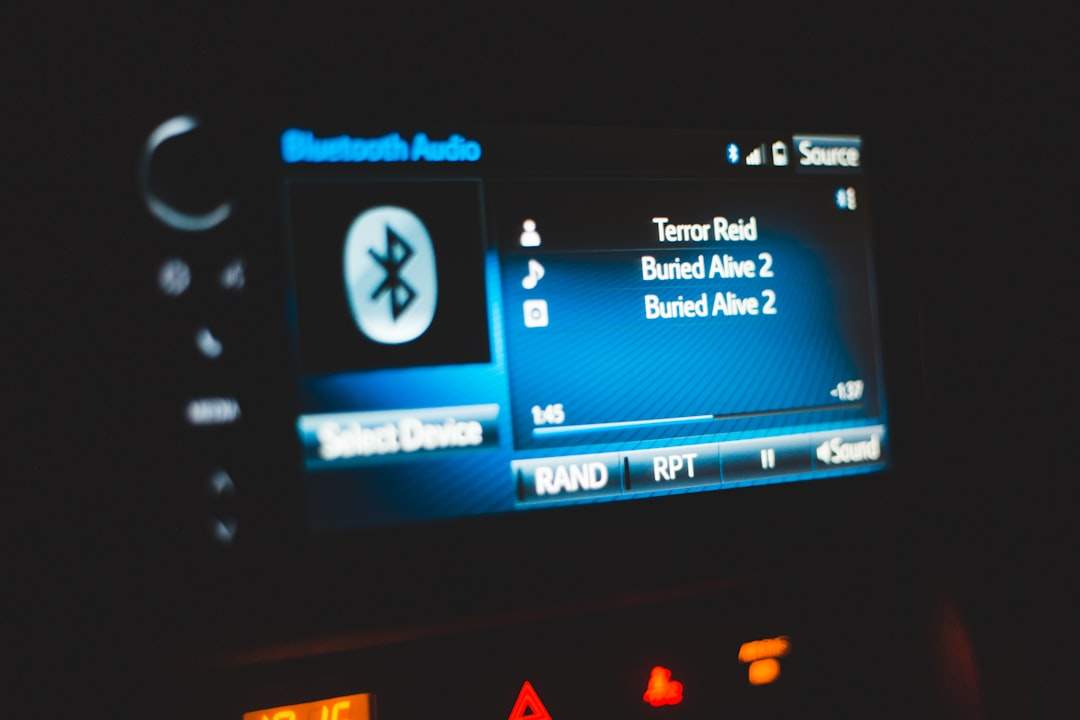 Bluetooth Audio
Source
Terror Reid
Buried Alive 2
Buried Alive 2
1:45
-1:37
Select Device
RAND
RPT
Sound
MEDIA